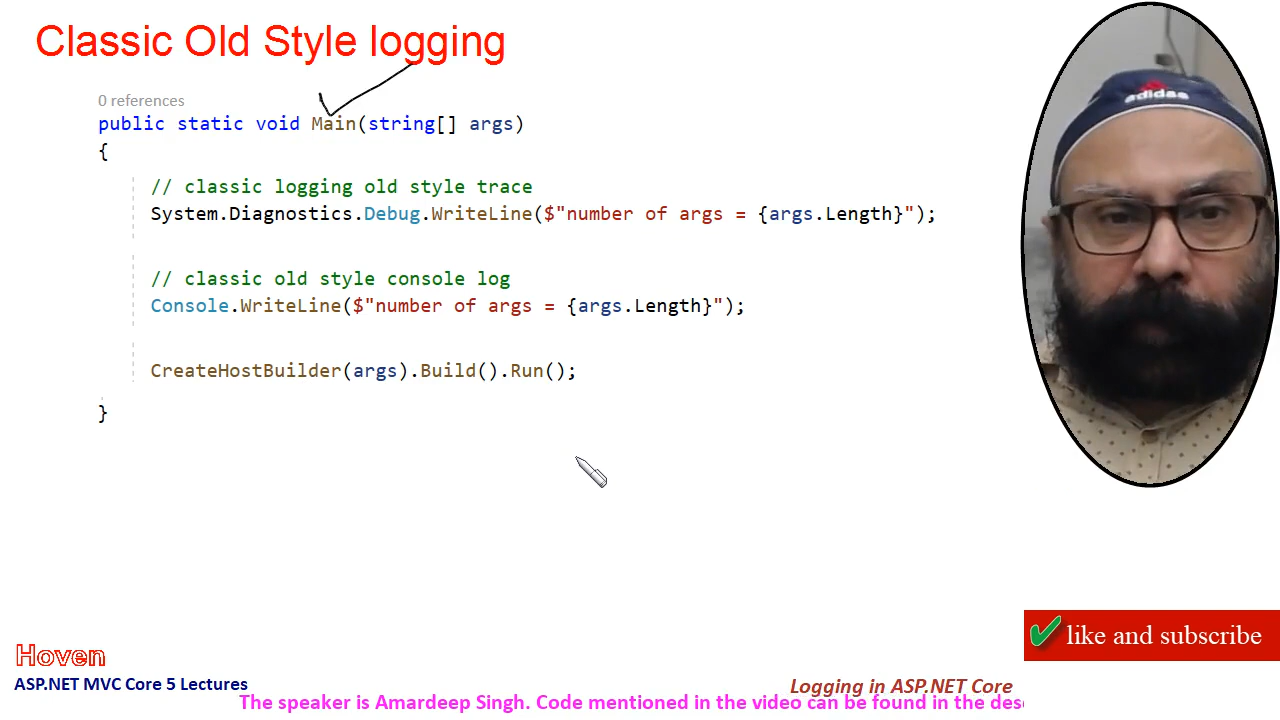 Classic Old Style logging
0 references
public static void Main(string[] args)
{
// classic logging old style trace
System.Diagnostics.Debug.WriteLine($"number of args = {args.Length}");
// classic old style console log
Console.WriteLine($"number of args = {args.Length}");
CreateHostBuilder(args).Build().Run();
}
adidas
like and subscribe
Hoven
ASP.NET MVC Core 5 Lectures
Logging in ASP.NET Core
The speaker is Amardeep Singh. Code mentioned in the video can be found in the